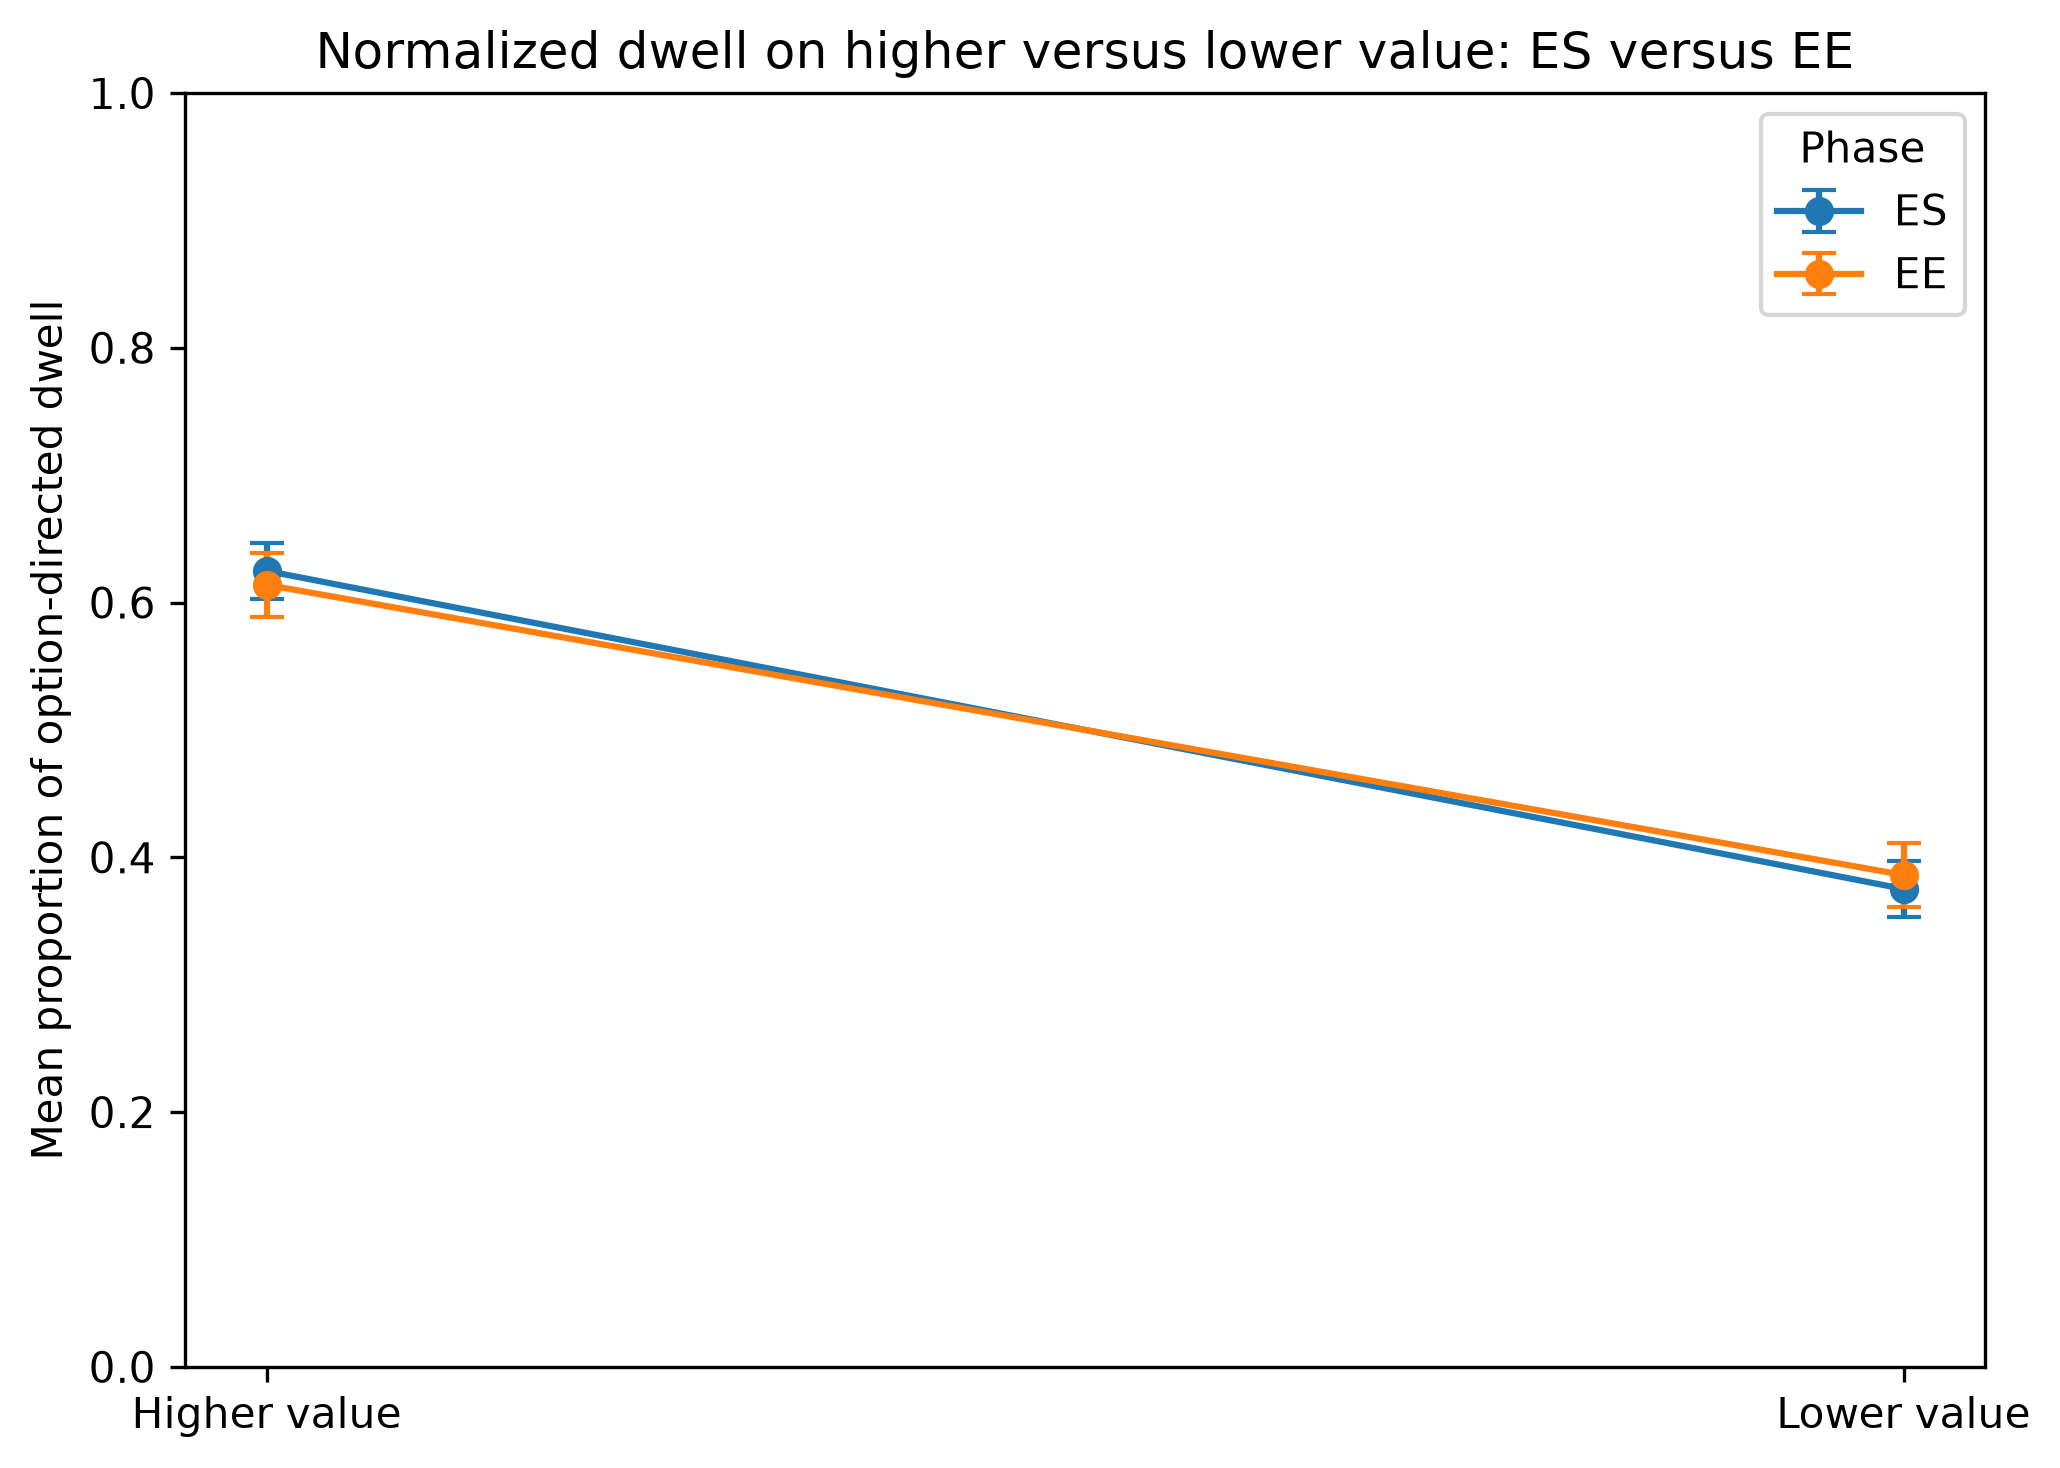 Normalized dwell on higher versus lower value: ES versus EE
Mean proportion of option-directed dwell
1.0
0.8
0.6
0.4
0.2
0.0
Phase
ES
EE
Higher value
Lower value